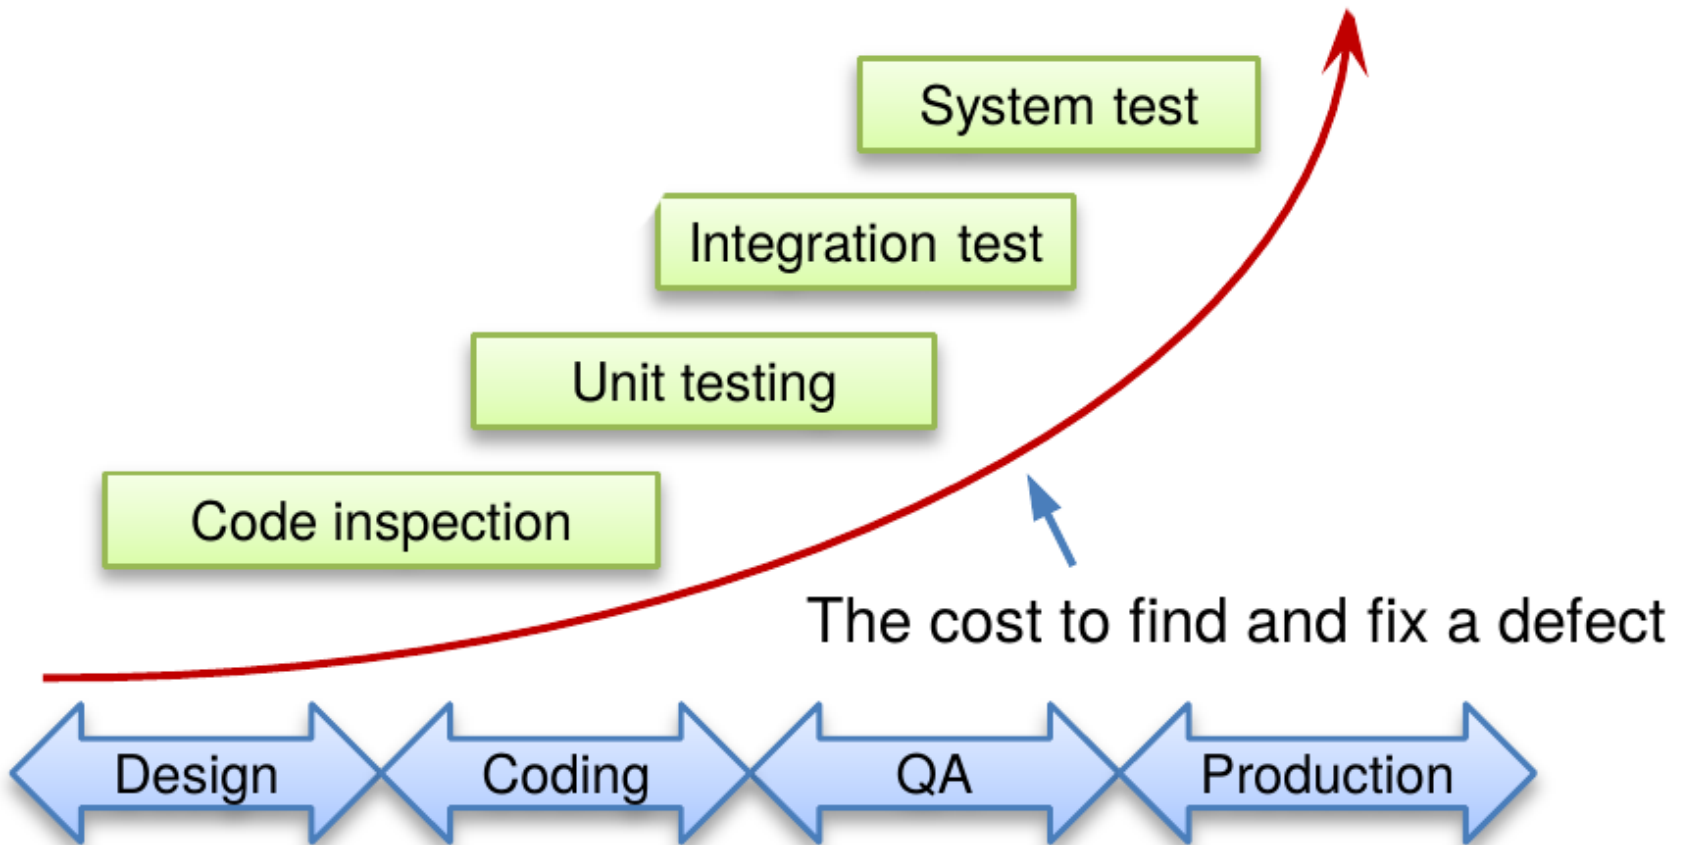 System test
Integration test
Unit testing
Code inspection
The cost to find and fix a defect
Design
Coding
QA
Production